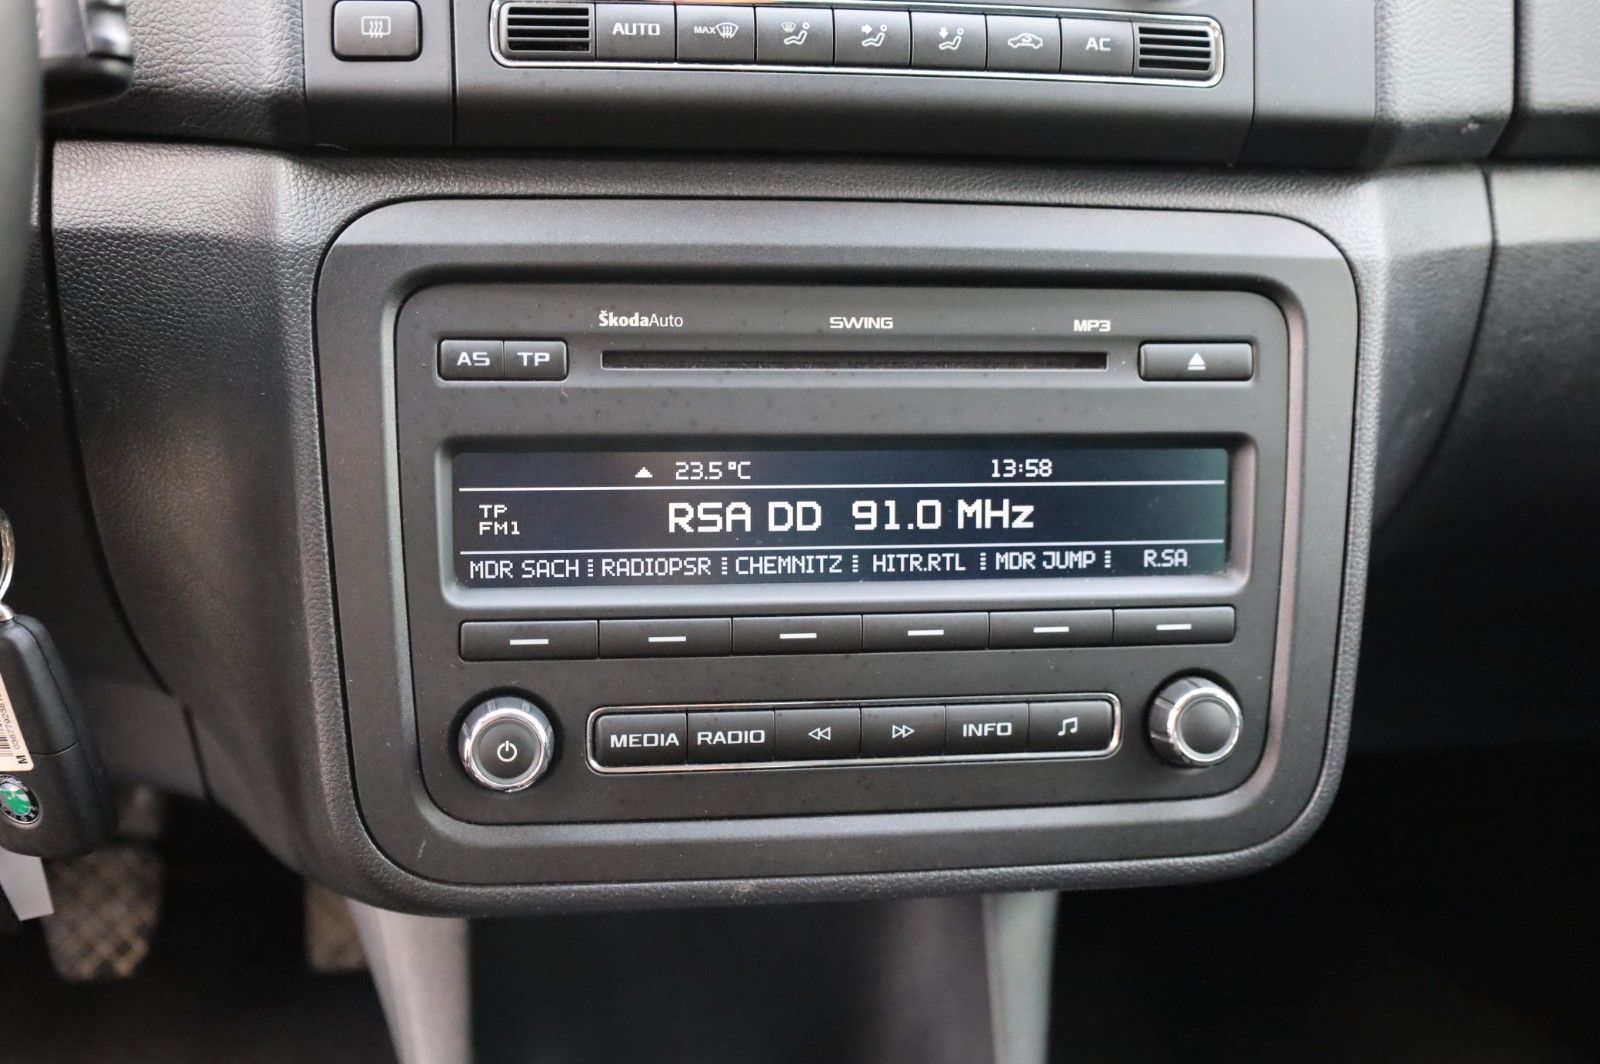 AUTO MAX AC
ŠkodaAuto SWING MP3
AS TP
23.5°C 13:58
TP
FM1
RSA DD 91.0 MHz
MDR SACH RADIOPSR CHEMNITZ HITR.RTL MDR JUMP R.SA
MEDIA RADIO INFO
M